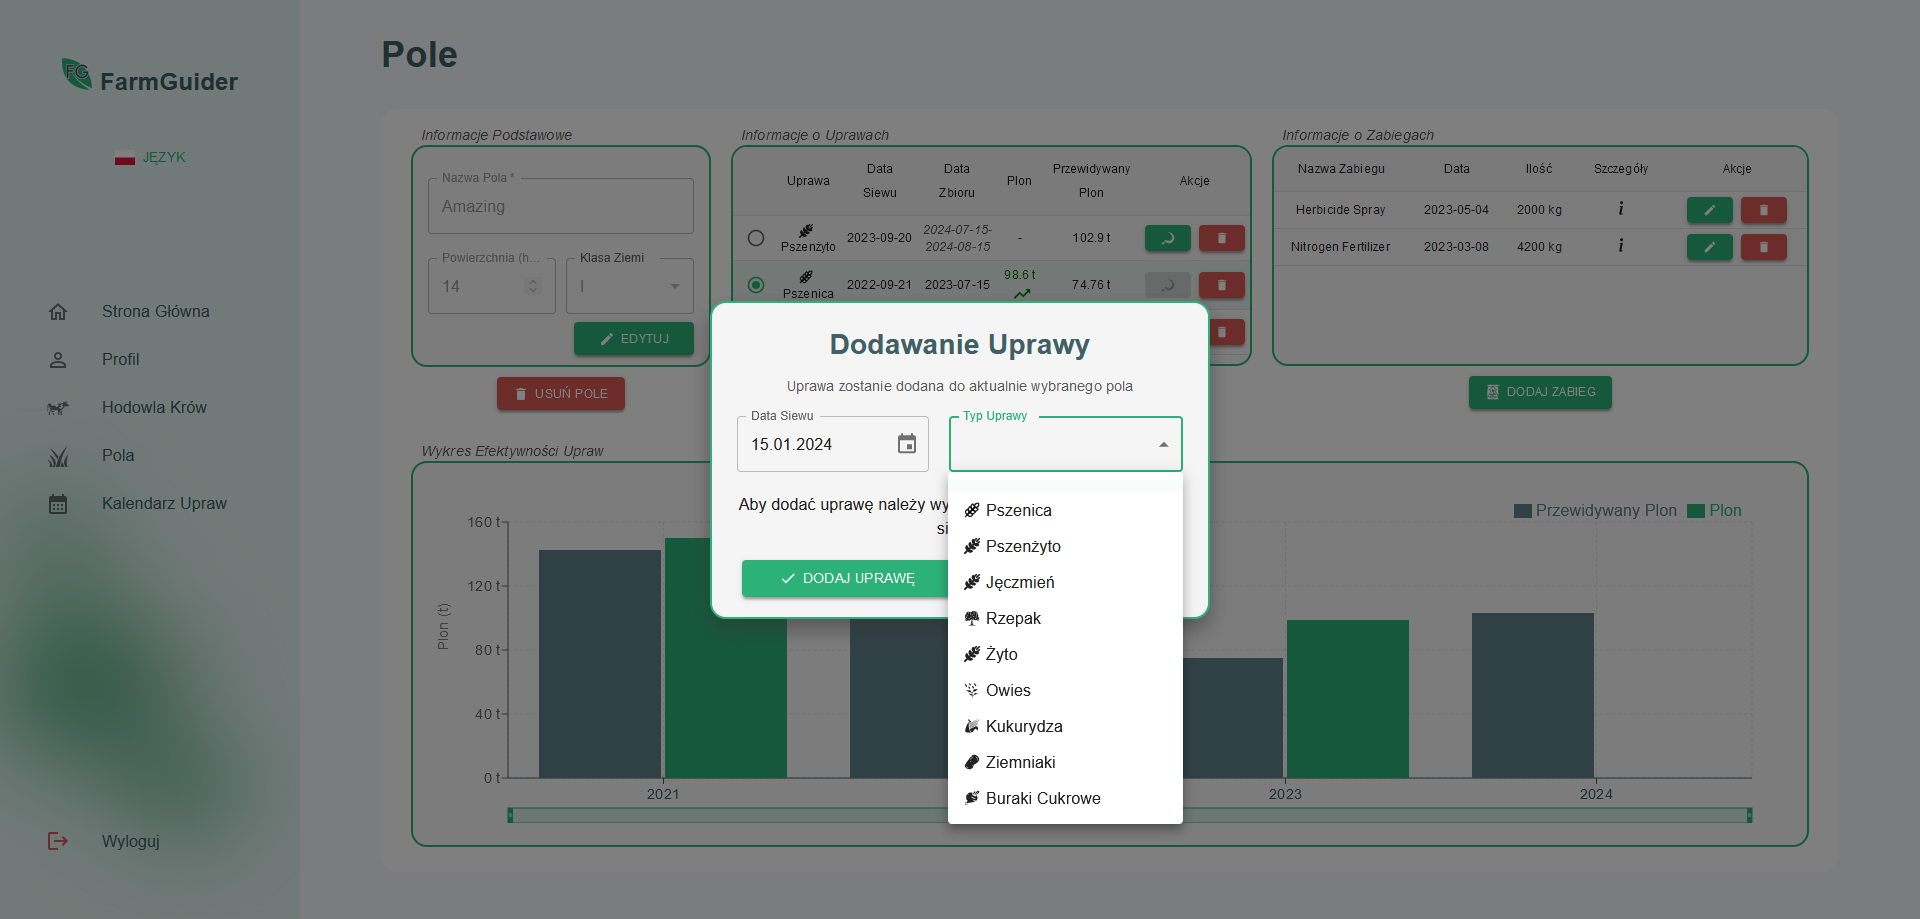 FG FarmGuider
JĘZYK
Strona Główna
Profil
Hodowla Krów
Pola
Kalendarz Upraw
Wyloguj
Pole
Informacje Podstawowe
Nazwa Pola *
Amazing
Powierzchnia (h...
14
Klasa Ziemi
I
EDYTUJ
USUŃ POLE
Informacje o Uprawach
Uprawa Data Siewu Data Zbioru Plon Przewidywany Plon Akcje
Pszenżyto 2023-09-20 2024-07-15-2024-08-15 - 102.9 t
Pszenica 2022-09-21 2023-07-15 98.6 t 74.76 t
Informacje o Zabiegach
Nazwa Zabiegu Data Ilość Szczegóły Akcje
Herbicide Spray 2023-05-04 2000 kg i
Nitrogen Fertilizer 2023-03-08 4200 kg i
DODAJ ZABIEG
Dodawanie Uprawy
Uprawa zostanie dodana do aktualnie wybranego pola
Data Siewu
15.01.2024
Typ Uprawy
Aby dodać uprawę należy wy
si
DODAJ UPRAWĘ
Pszenica
Pszenżyto
Jęczmień
Rzepak
Żyto
Owies
Kukurydza
Ziemniaki
Buraki Cukrowe
Wykres Efektywności Upraw
Przewidywany Plon Plon
Plon (t)
160 t
120 t
80 t
40 t
0 t
2021
2023
2024